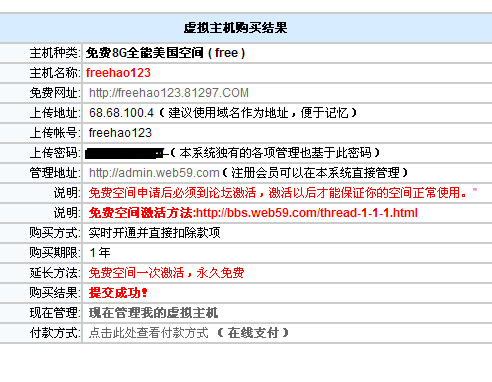 虚拟主机购买结果
主机种类: 免费8G全能美国空间 ( free )
主机名称: freehao123
免费网址: http://freehao123.81297.COM
上传地址: 68.68.100.4（建议使用域名作为地址，便于记忆）
上传帐号: freehao123
上传密码: （本系统独有的各项管理也基于此密码）
管理地址: http://admin.web59.com（注册会员可以在本系统直接管理）
说明: 免费空间申请后必须到论坛激活，激活以后才能保证你的空间正常使用。"
说明: 免费空间激活方法:http://bbs.web59.com/thread-1-1-1.html
购买方式: 实时开通并直接扣除款项
购买期限: 1 年
延长方法: 免费空间一次激活，永久免费
购买结果: 提交成功！
现在管理: 现在管理我的虚拟主机
付款方式: 点击此处查看付款方式 （在线支付）